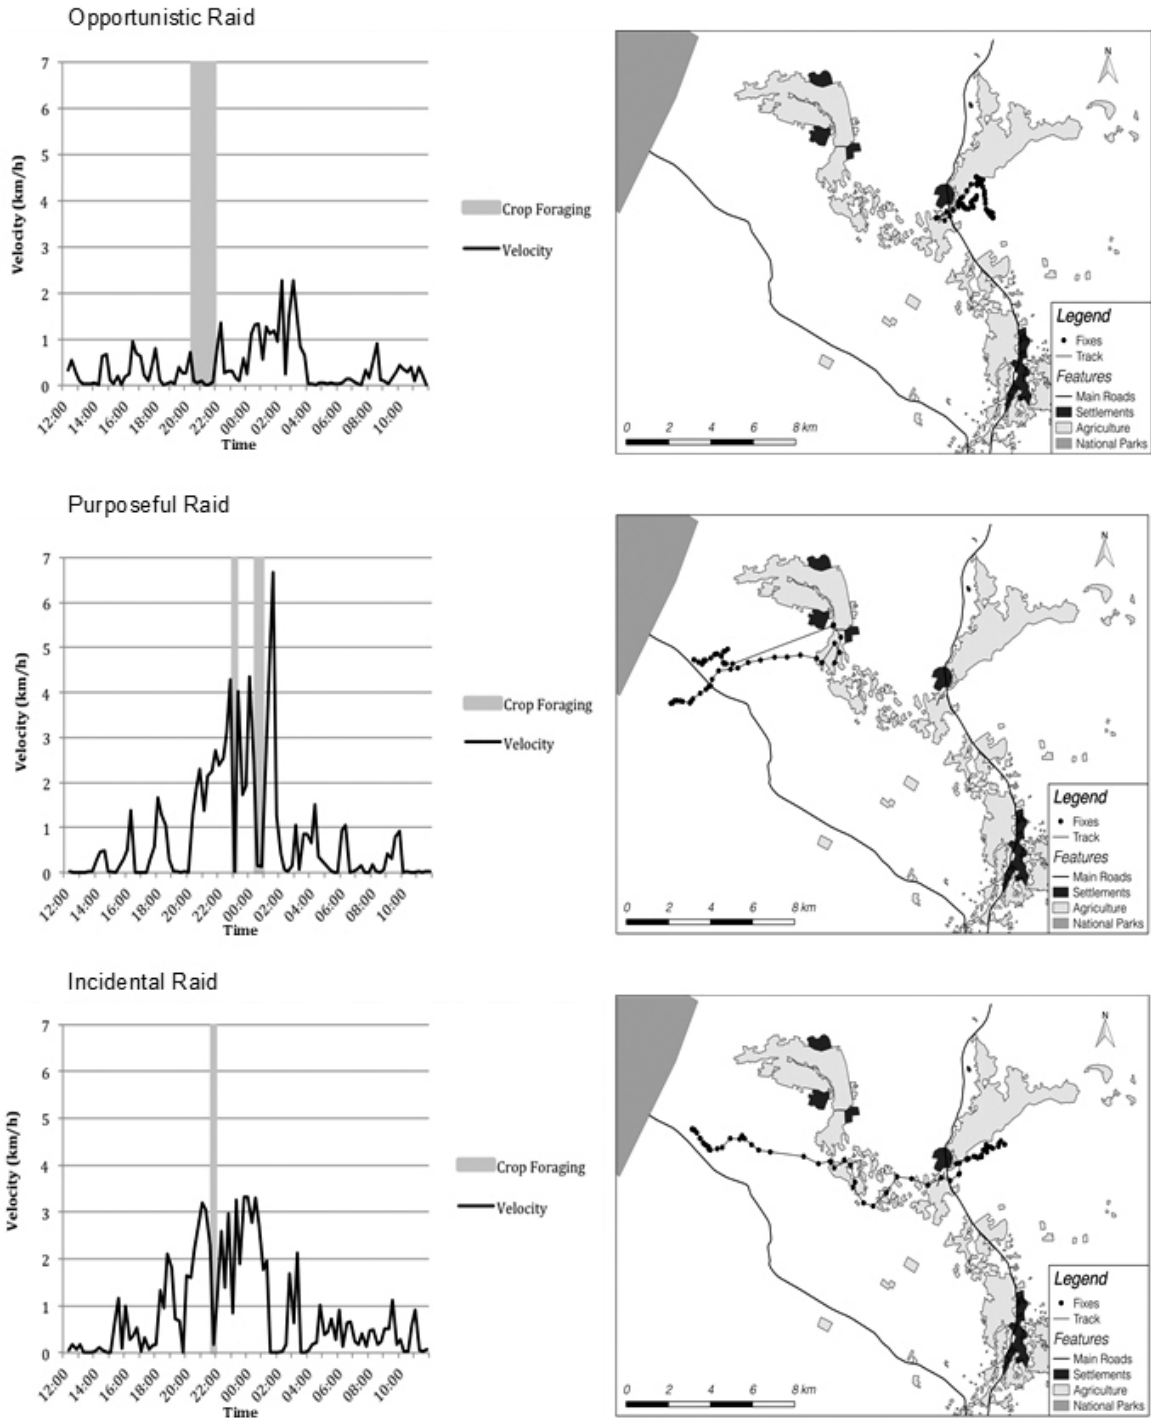 Opportunistic Raid
7
6
5
4
3
2
1
0
Velocity (km/h)
12:00
14:00
16:00
18:00
20:00
22:00
00:00
02:00
04:00
06:00
08:00
10:00
Time
Crop Foraging
Velocity
N
Legend
Fixes
Track
Features
Main Roads
Settlements
Agriculture
National Parks
0 2 4 6 8 km
Purposeful Raid
7
6
5
4
3
2
1
0
Velocity (km/h)
12:00
14:00
16:00
18:00
20:00
22:00
00:00
02:00
04:00
06:00
08:00
10:00
Time
Crop Foraging
Velocity
N
Legend
Fixes
Track
Features
Main Roads
Settlements
Agriculture
National Parks
0 2 4 6 8 km
Incidental Raid
7
6
5
4
3
2
1
0
Velocity (km/h)
12:00
14:00
16:00
18:00
20:00
22:00
00:00
02:00
04:00
06:00
08:00
10:00
Time
Crop Foraging
Velocity
N
Legend
Fixes
Track
Features
Main Roads
Settlements
Agriculture
National Parks
0 2 4 6 8 km